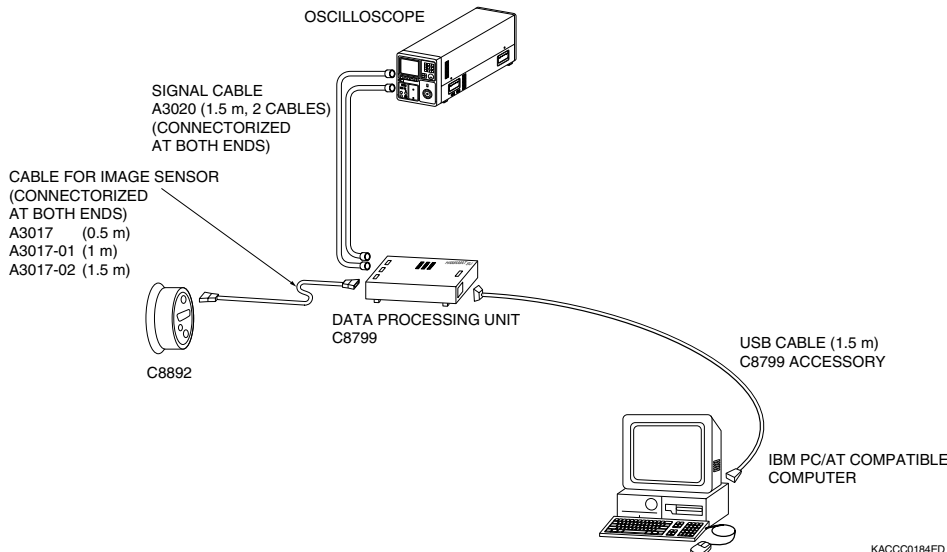 OSCILLOSCOPE
SIGNAL CABLE
A3020 (1.5 m, 2 CABLES)
(CONNECTORIZED
AT BOTH ENDS)
CABLE FOR IMAGE SENSOR
(CONNECTORIZED
AT BOTH ENDS)
A3017 (0.5 m)
A3017-01 (1 m)
A3017-02 (1.5 m)
C8892
DATA PROCESSING UNIT
C8799
USB CABLE (1.5 m)
C8799 ACCESSORY
IBM PC/AT COMPATIBLE
COMPUTER
KACCC0184ED